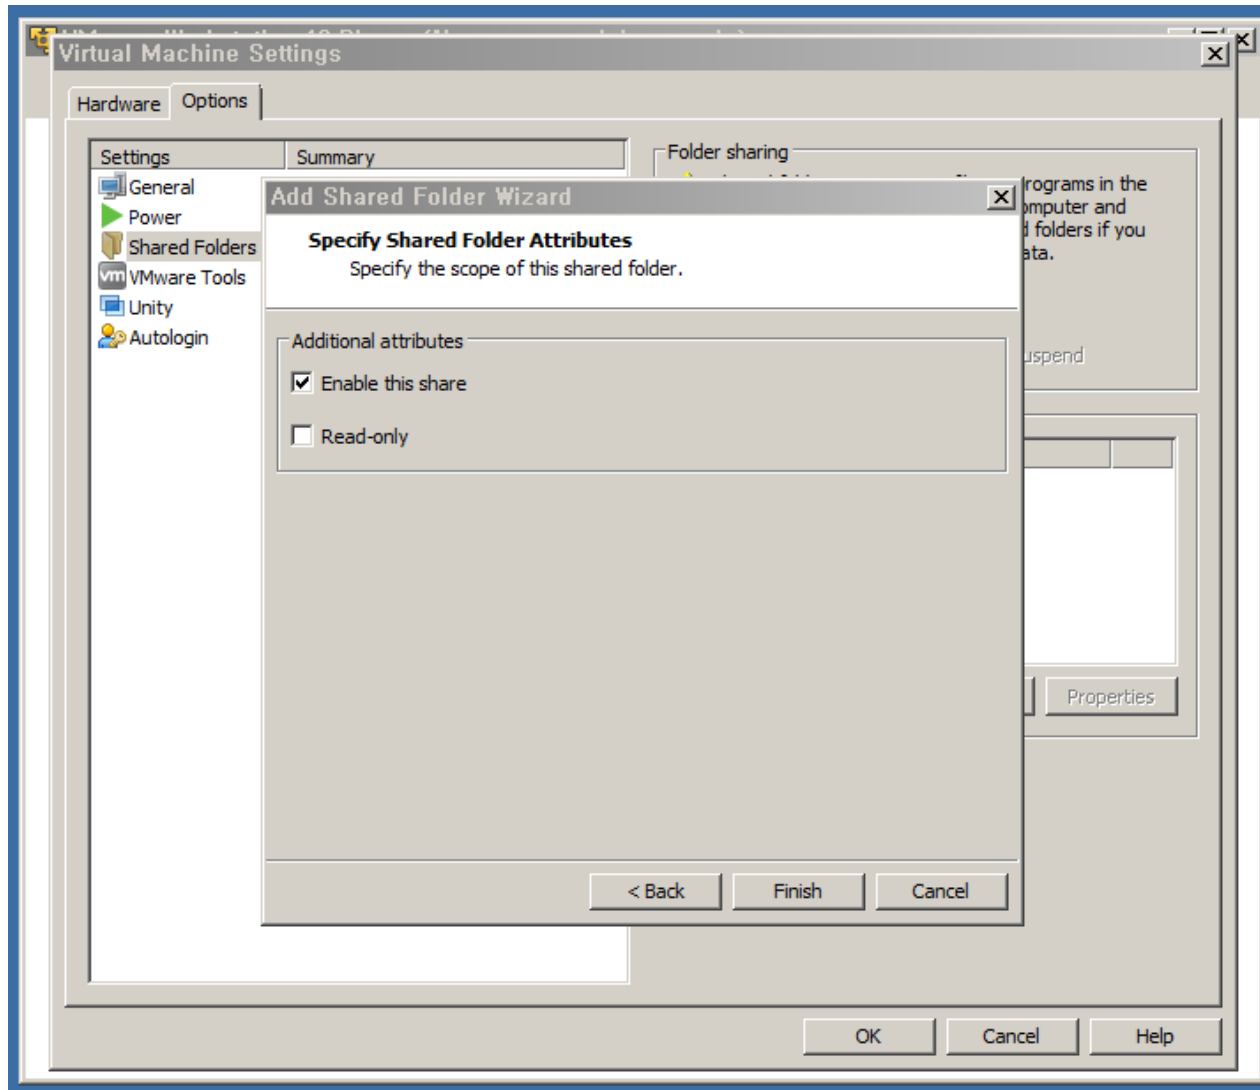 Virtual Machine Settings
Hardware
Options
Settings
Summary
General
Power
Shared Folders
VMware Tools
Unity
Autologin
Folder sharing
rograms in the
omputer and
d folders if you
ata.
uspend
Add Shared Folder Wizard
Specify Shared Folder Attributes
Specify the scope of this shared folder.
Additional attributes
Enable this share
Read-only
< Back
Finish
Cancel
Properties
OK
Cancel
Help